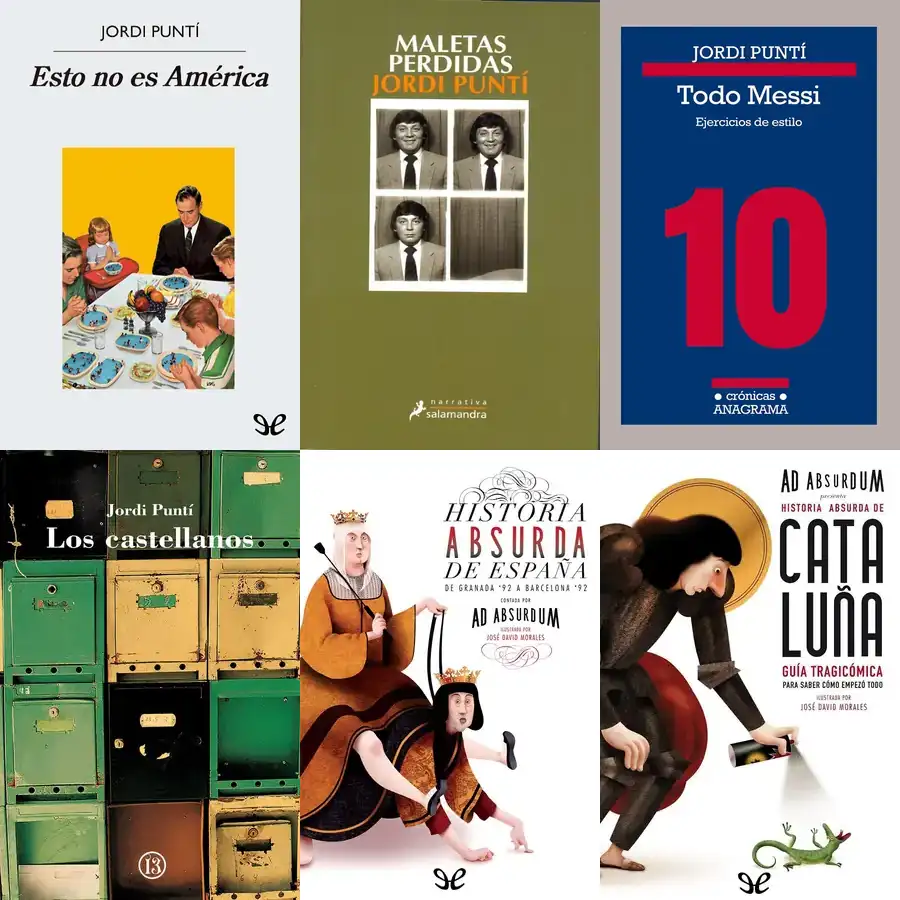 JORDI PUNTÍ
Esto no es América
MALETAS
PERDIDAS
JORDI PUNTÍ
narrativa
salamandra
JORDI PUNTÍ
Todo Messi
Ejercicios de estilo
10
crónicas
ANAGRAMA
Jordi Puntí
Los castellanos
13
HISTORIA
ABSURDA
DE ESPAÑA
DE GRANADA '92 A BARCELONA '92
CONTADA POR
AD ABSURDUM
ILUSTRADA POR
JOSÉ DAVID MORALES
AD ABSURDUM
presenta
HISTORIA ABSURDA DE
CATA
LUÑA
GUÍA TRAGICÓMICA
PARA SABER CÓMO EMPEZÓ TODO
ILUSTRADA POR
JOSÉ DAVID MORALES